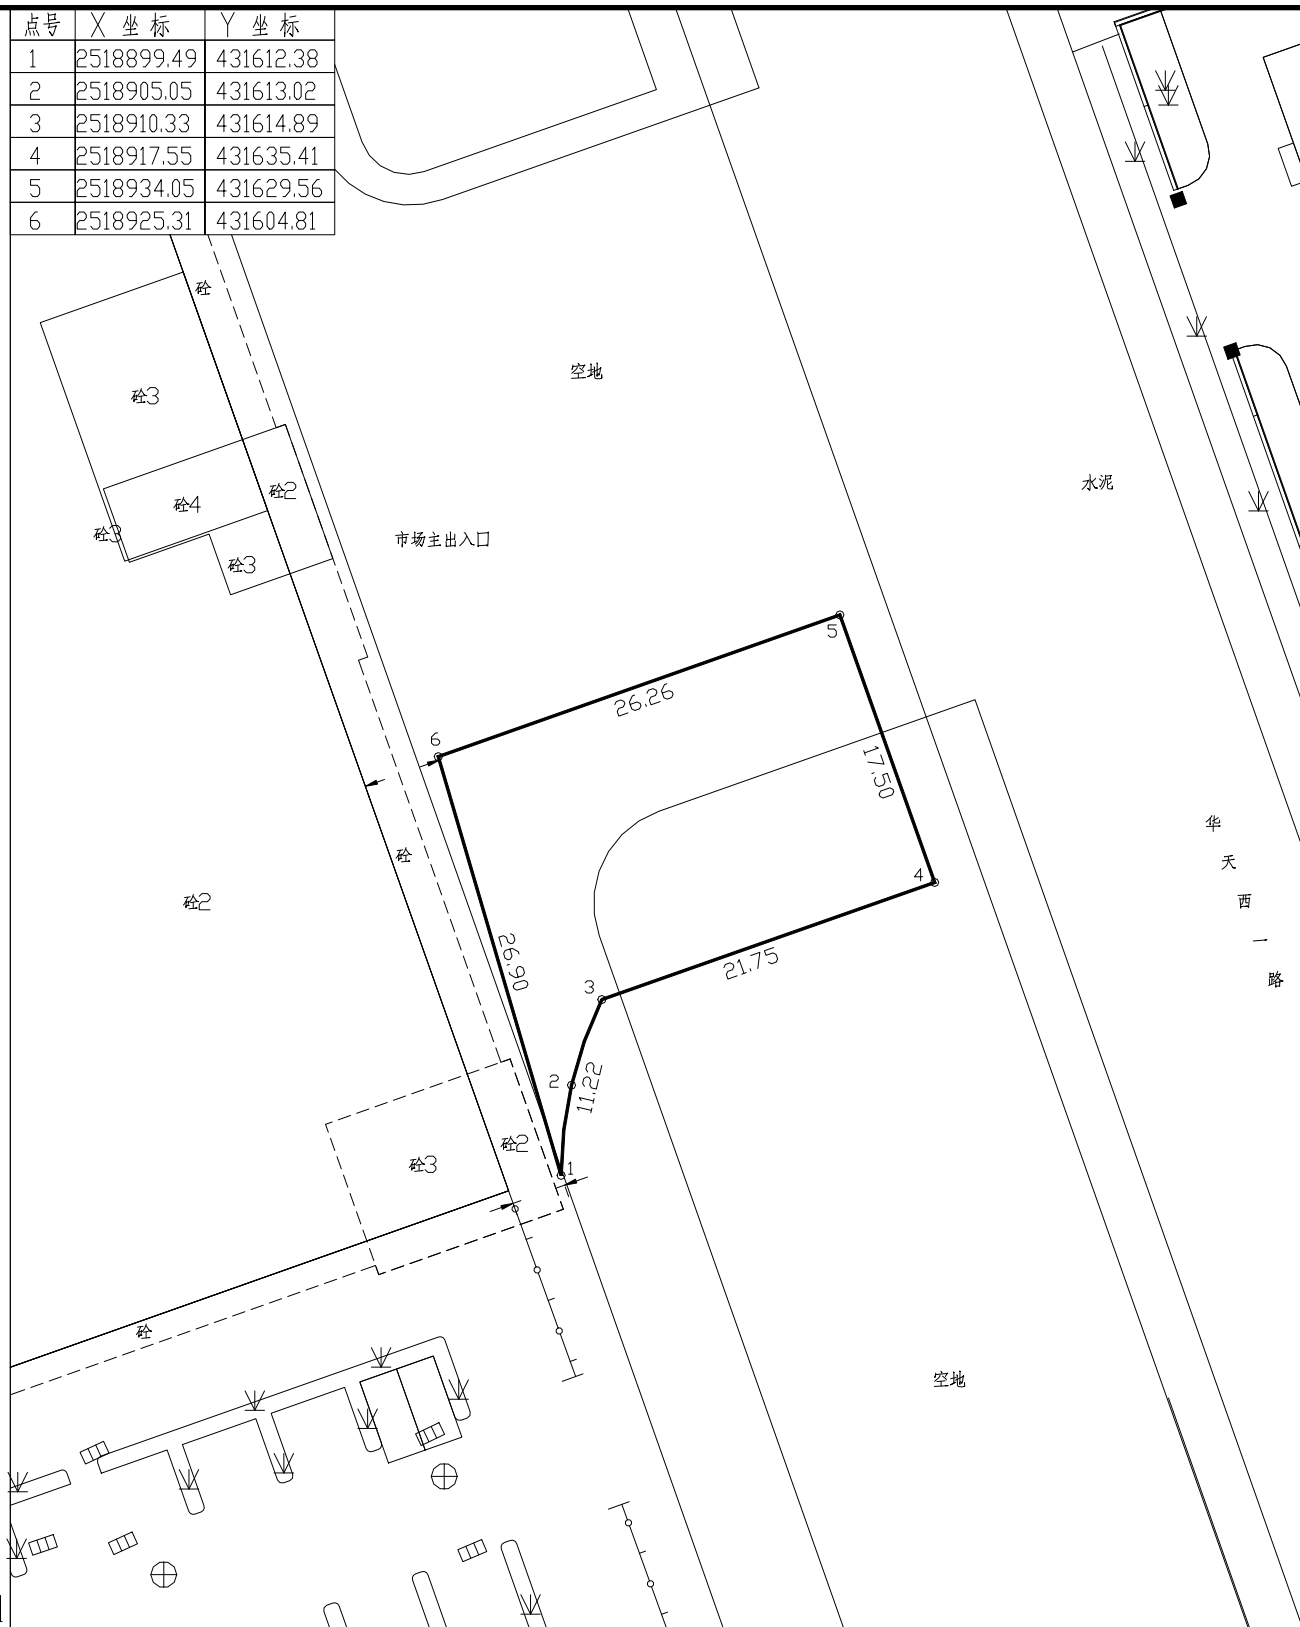 点号 X 坐标 Y 坐标
1 2518899.49 431612.38
2 2518905.05 431613.02
3 2518910.33 431614.89
4 2518917.55 431635.41
5 2518934.05 431629.56
6 2518925.31 431604.81
砼
空地
砼3
水泥
砼2
砼4
砼3
市场主出入口
砼3
5
26.26
6
17.50
华
天
西
一
路
砼
4
砼2
26.90
21.75
3
2
11.22
砼2
砼3
1
砼
空地